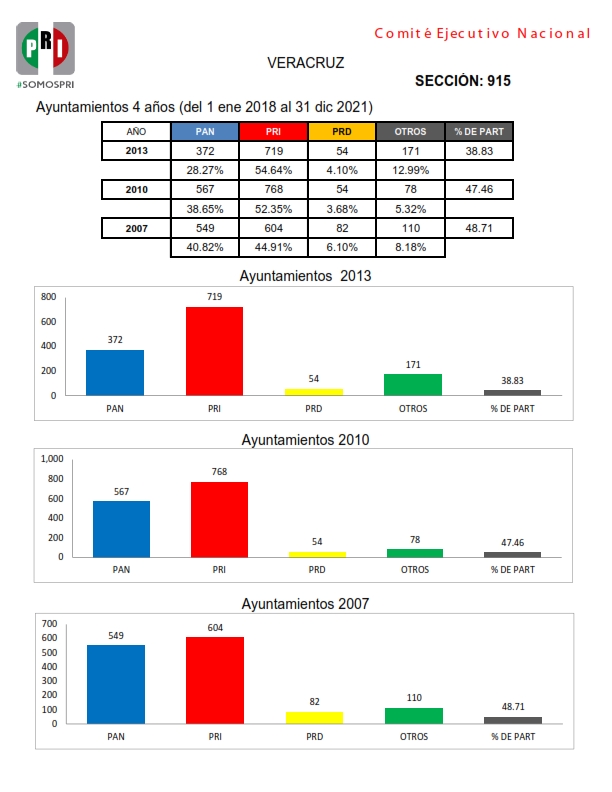 Comité Ejecutivo Nacional
PRI
#SOMOSPRI
VERACRUZ
SECCIÓN: 915
Ayuntamientos 4 años (del 1 ene 2018 al 31 dic 2021)
AÑO PAN PRI PRD OTROS % DE PART
2013 372 719 54 171 38.83
28.27% 54.64% 4.10% 12.99%
2010 567 768 54 78 47.46
38.65% 52.35% 3.68% 5.32%
2007 549 604 82 110 48.71
40.82% 44.91% 6.10% 8.18%
Ayuntamientos 2013
800
600
400
200
0
372
719
54
171
38.83
PAN PRI PRD OTROS % DE PART
Ayuntamientos 2010
1,000
800
600
400
200
0
567
768
54
78
47.46
PAN PRI PRD OTROS % DE PART
Ayuntamientos 2007
700
600
500
400
300
200
100
0
549
604
82
110
48.71
PAN PRI PRD OTROS % DE PART